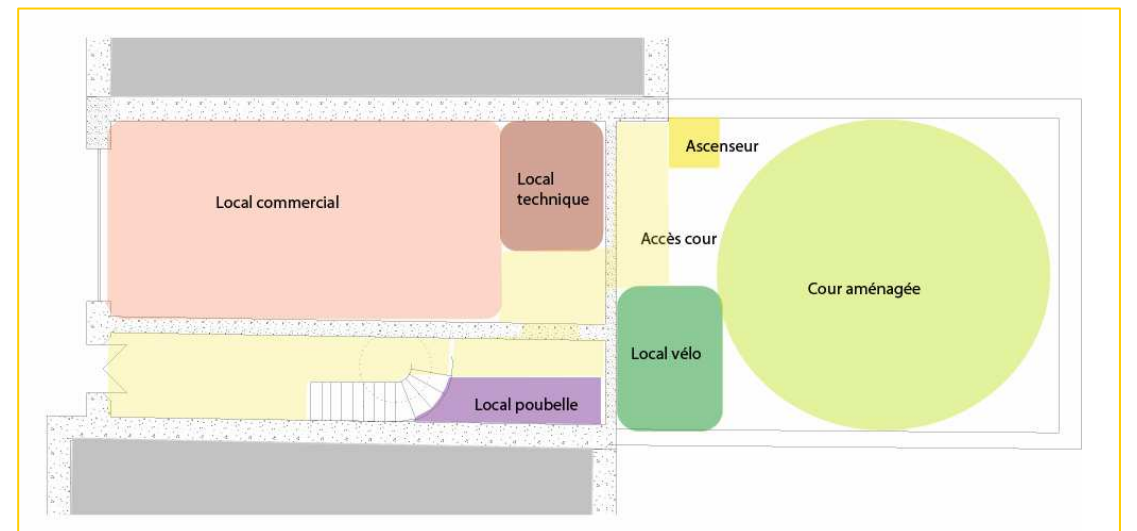 Ascenseur
Local
technique
Local commercial
Accès cour
Cour aménagée
Local vélo
Local poubelle